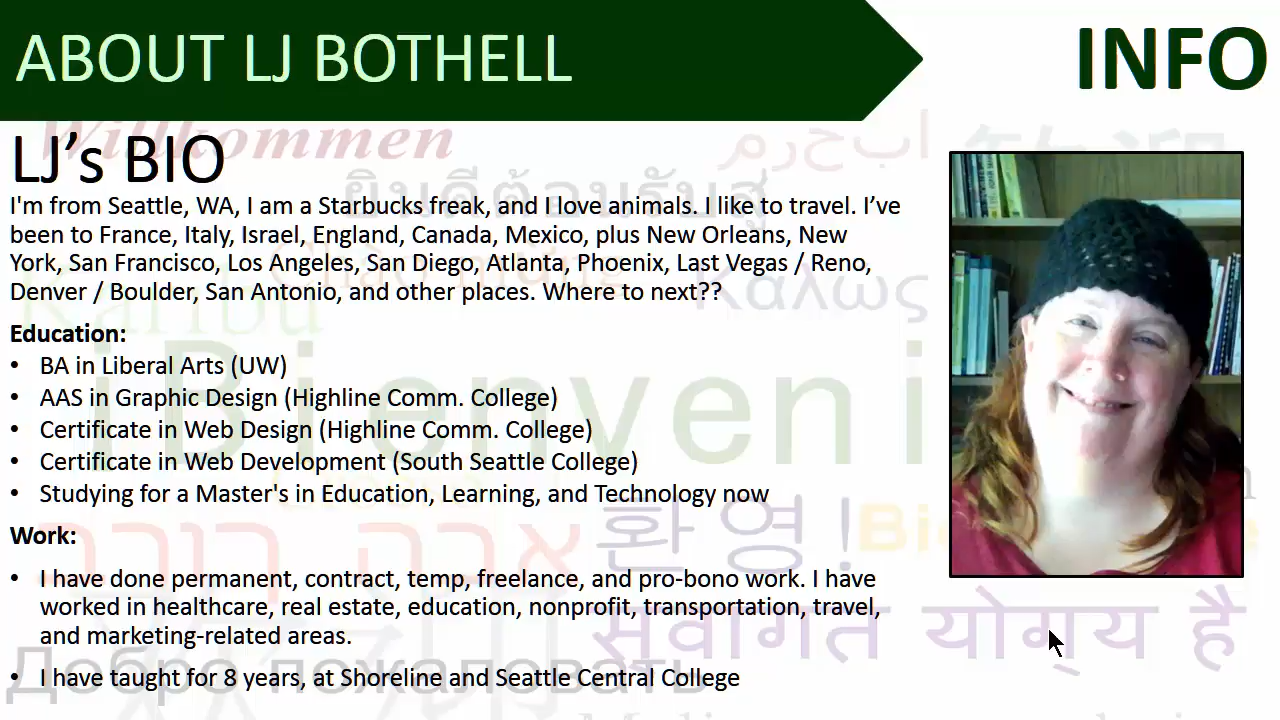 ABOUT LJ BOTHELL
INFO
Willkommen
ابحرم
ยินดีต้อนรับสู่
LJ's BIO
I'm from Seattle, WA, I am a Starbucks freak, and I love animals. I like to travel. I've
been to France, Italy, Israel, England, Canada, Mexico, plus New Orleans, New
York, San Francisco, Los Angeles, San Diego, Atlanta, Phoenix, Last Vegas / Reno,
Denver / Boulder, San Antonio, and other places. Where to next??
Καλως
Karibu
Education:
• BA in Liberal Arts (UW)
• AAS in Graphic Design (Highline Comm. College)
• Certificate in Web Design (Highline Comm. College)
• Certificate in Web Development (South Seattle College)
• Studying for a Master's in Education, Learning, and Technology now
¡Bienveni
환영!
Work:
• I have done permanent, contract, temp, freelance, and pro-bono work. I have
worked in healthcare, real estate, education, nonprofit, transportation, travel,
and marketing-related areas.
स्वागत योग्य है
Добро пожаловать
• I have taught for 8 years, at Shoreline and Seattle Central College